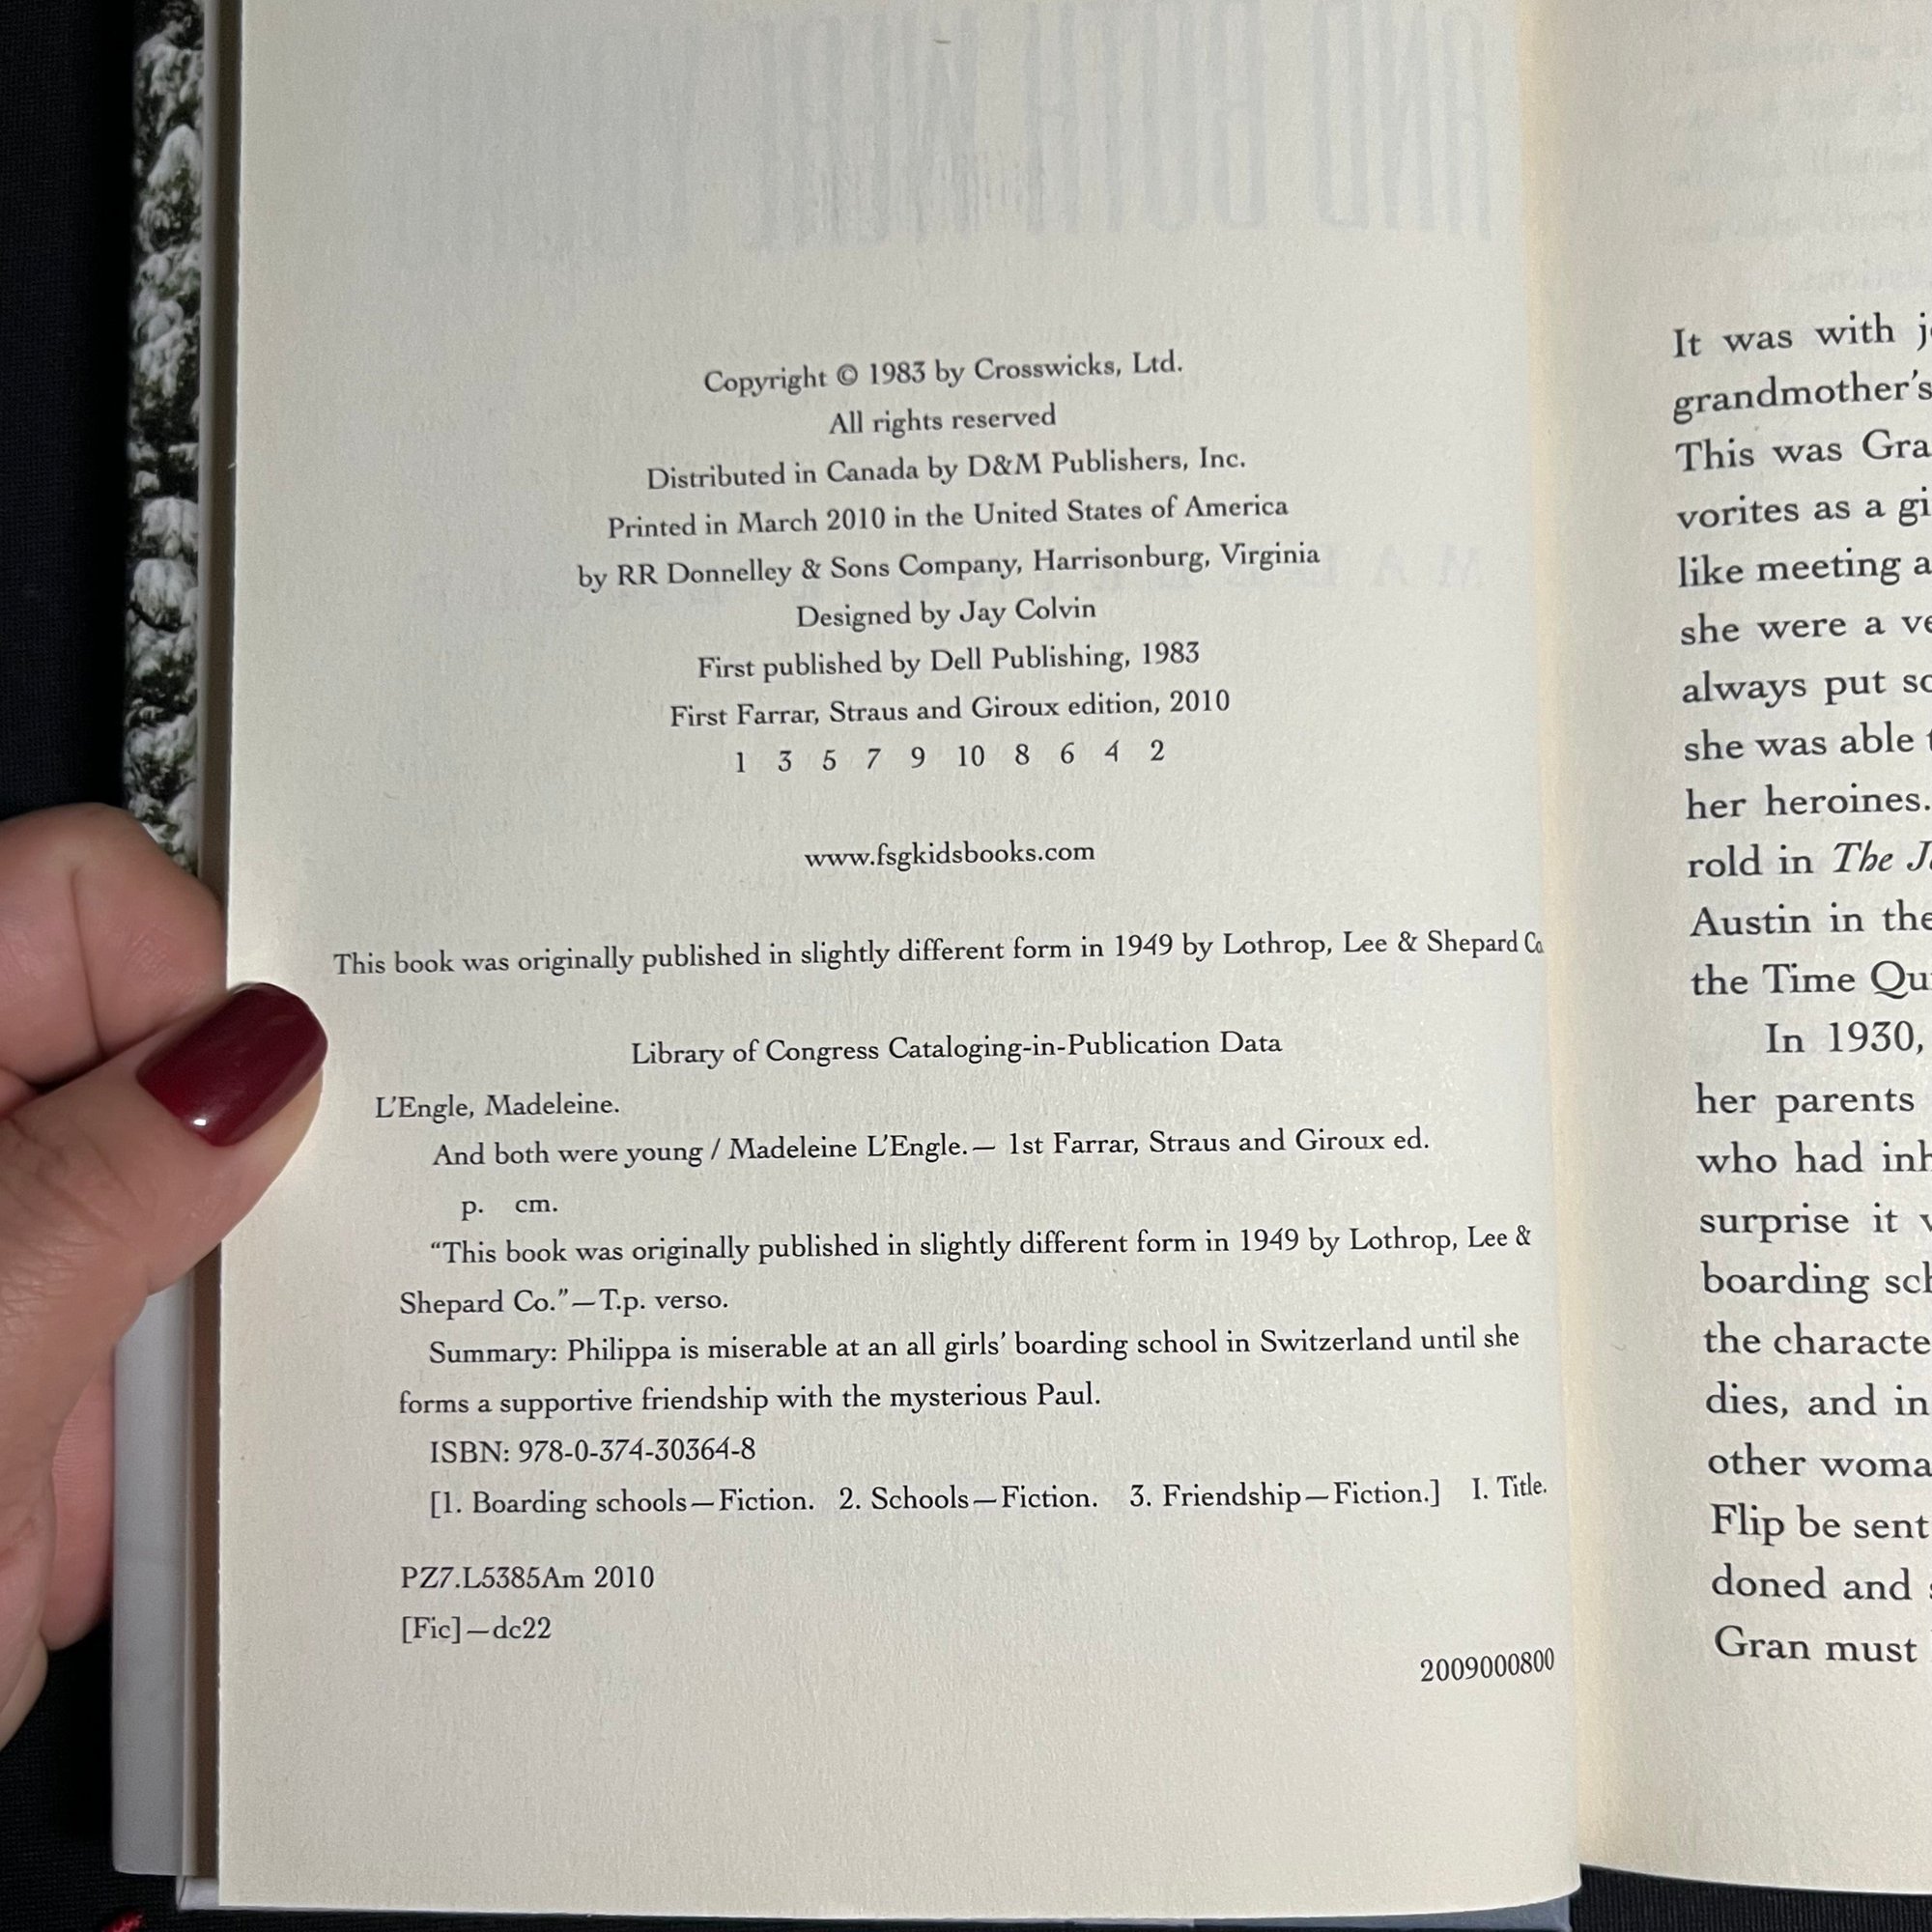 Copyright © 1983 by Crosswicks, Ltd.
All rights reserved
Distributed in Canada by D&M Publishers, Inc.
Printed in March 2010 in the United States of America
by RR Donnelley & Sons Company, Harrisonburg, Virginia
Designed by Jay Colvin
First published by Dell Publishing, 1983
First Farrar, Straus and Giroux edition, 2010
1 3 5 7 9 10 8 6 4 2
www.fsgkidsbooks.com
This book was originally published in slightly different form in 1949 by Lothrop, Lee & Shepard Co.
Library of Congress Cataloging-in-Publication Data
L'Engle, Madeleine.
And both were young / Madeleine L'Engle.— 1st Farrar, Straus and Giroux ed.
p. cm.
“This book was originally published in slightly different form in 1949 by Lothrop, Lee &
Shepard Co.”—T.p. verso.
Summary: Philippa is miserable at an all girls' boarding school in Switzerland until she
forms a supportive friendship with the mysterious Paul.
ISBN: 978-0-374-30364-8
[1. Boarding schools—Fiction. 2. Schools—Fiction. 3. Friendship—Fiction.] I. Title.
PZ7.L5385Am 2010
[Fic]—dc22
2009000800
It was with
grandmother's
This was
vorites as a
like meeting a
she were a
always put
she was able
her heroines.
rold in The
Austin in the
the Time
In 1930,
her parents
who had
surprise it
boarding
the
dies, and in
other
Flip be sent
doned and
Gran must